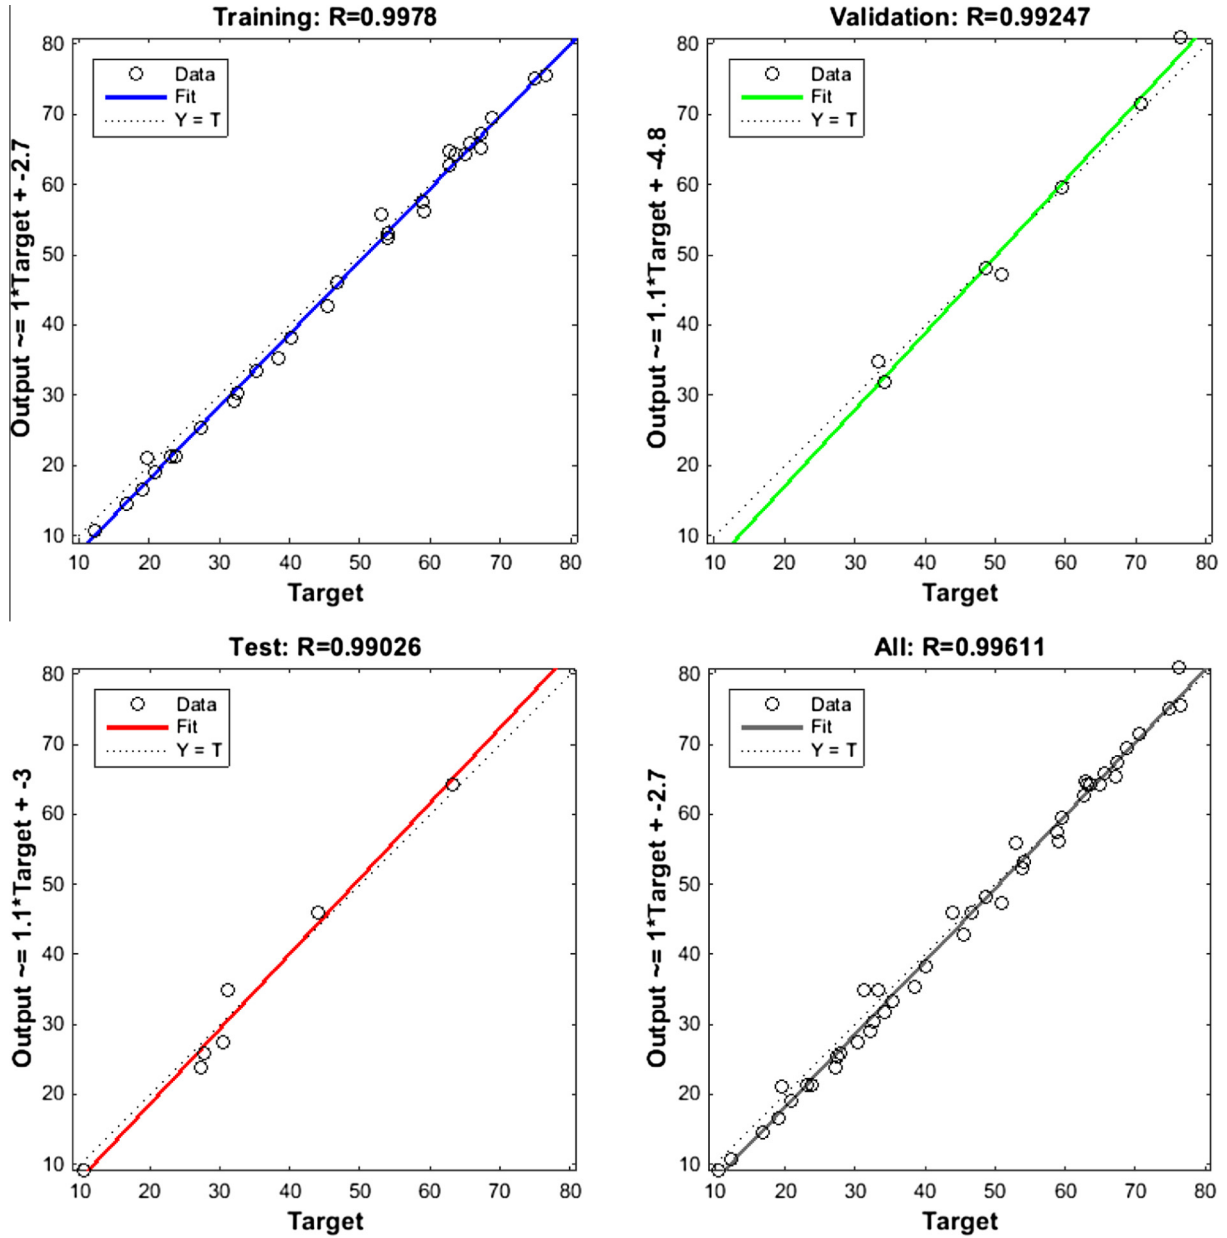 Training: R=0.9978
Output ~= 1*Target + -2.7
80
70
60
50
40
30
20
10
Data
Fit
Y = T
10 20 30 40 50 60 70 80
Target
Validation: R=0.99247
Output ~= 1.1*Target + -4.8
80
70
60
50
40
30
20
10
Data
Fit
Y = T
10 20 30 40 50 60 70 80
Target
Test: R=0.99026
Output ~= 1.1*Target + -3
80
70
60
50
40
30
20
10
Data
Fit
Y = T
10 20 30 40 50 60 70 80
Target
All: R=0.99611
Output ~= 1*Target + -2.7
80
70
60
50
40
30
20
10
Data
Fit
Y = T
10 20 30 40 50 60 70 80
Target